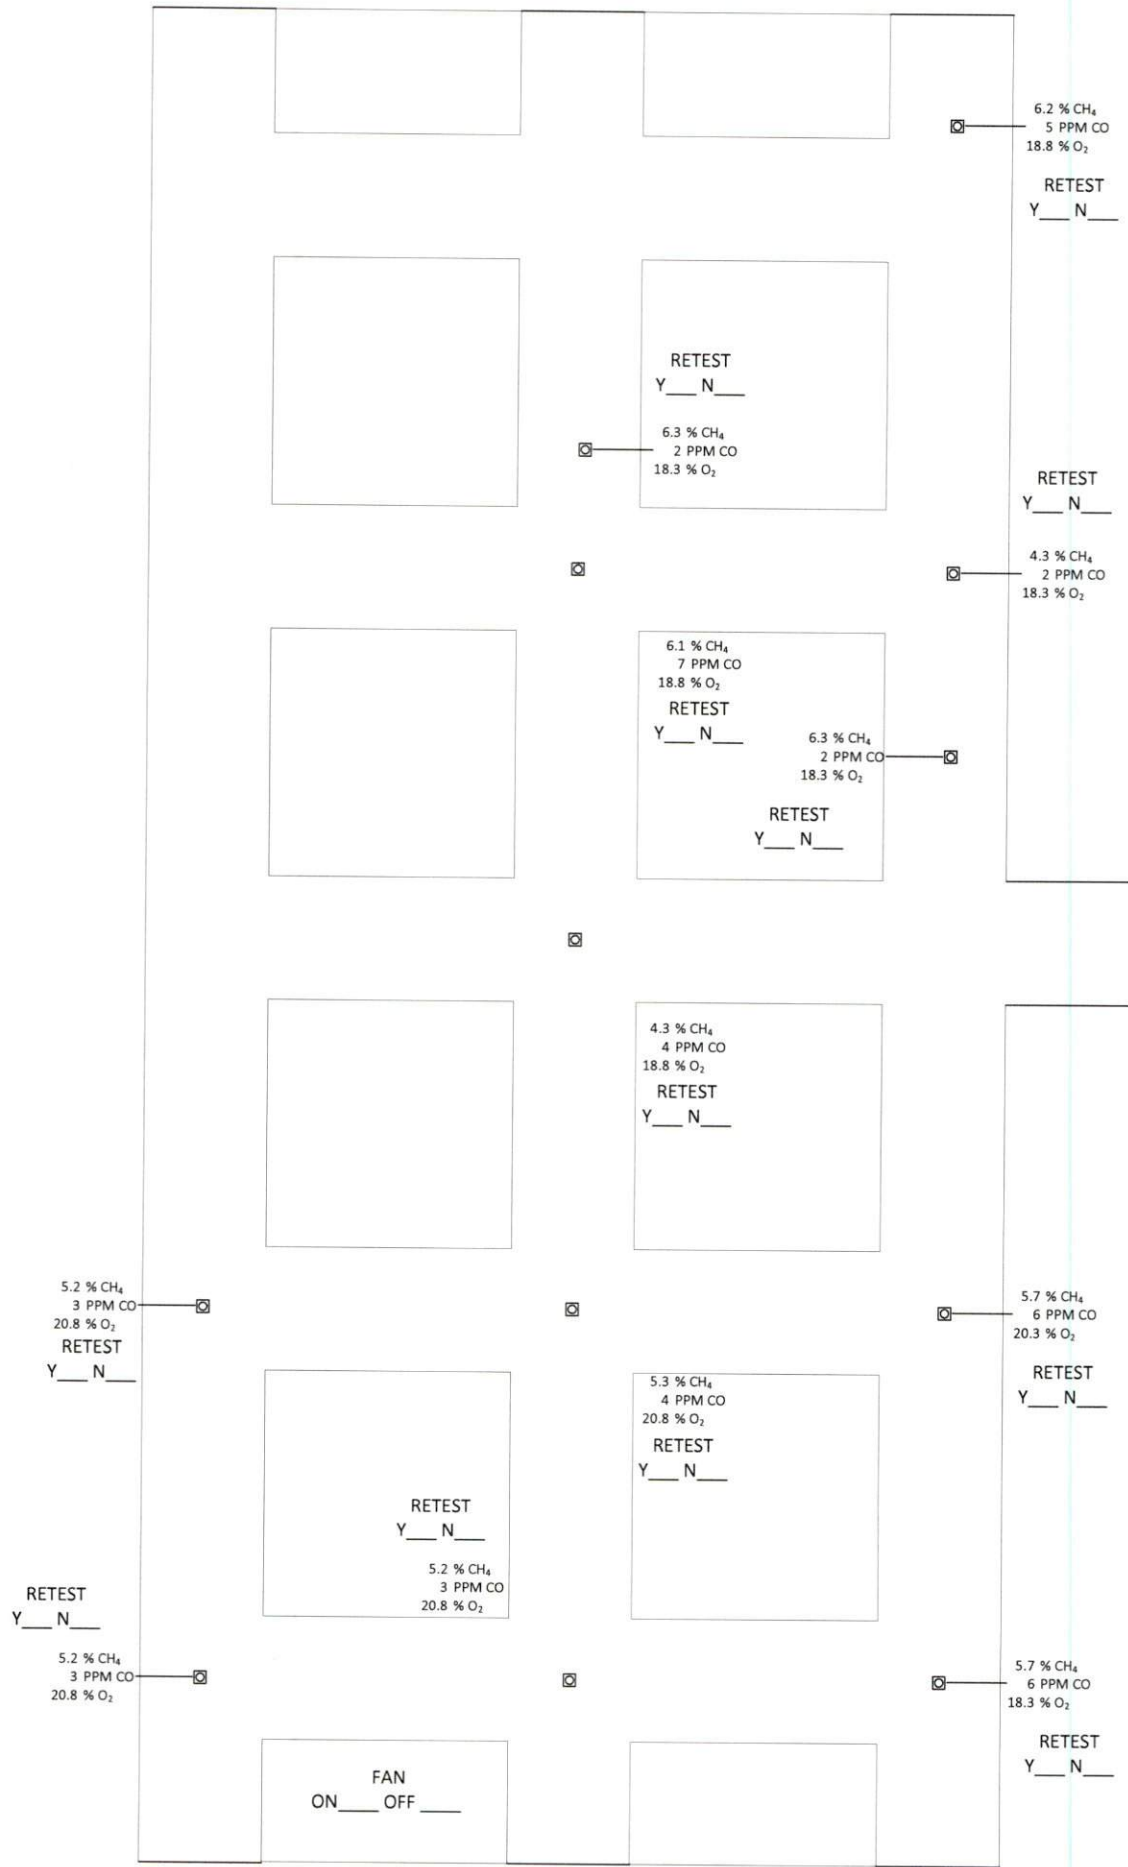 6.2 % CH₄
5 PPM CO
18.8 % O₂
RETEST
Y___ N___
RETEST
Y___ N___
6.3 % CH₄
2 PPM CO
18.3 % O₂
RETEST
Y___ N___
4.3 % CH₄
2 PPM CO
18.3 % O₂
6.1 % CH₄
7 PPM CO
18.8 % O₂
RETEST
Y___ N___
6.3 % CH₄
2 PPM CO
18.3 % O₂
RETEST
Y___ N___
4.3 % CH₄
4 PPM CO
18.8 % O₂
RETEST
Y___ N___
5.2 % CH₄
3 PPM CO
20.8 % O₂
RETEST
Y___ N___
5.7 % CH₄
6 PPM CO
20.3 % O₂
RETEST
Y___ N___
5.3 % CH₄
4 PPM CO
20.8 % O₂
RETEST
Y___ N___
RETEST
Y___ N___
5.2 % CH₄
3 PPM CO
20.8 % O₂
RETEST
Y___ N___
5.2 % CH₄
3 PPM CO
20.8 % O₂
5.7 % CH₄
6 PPM CO
18.3 % O₂
RETEST
Y___ N___
FAN
ON____ OFF ____